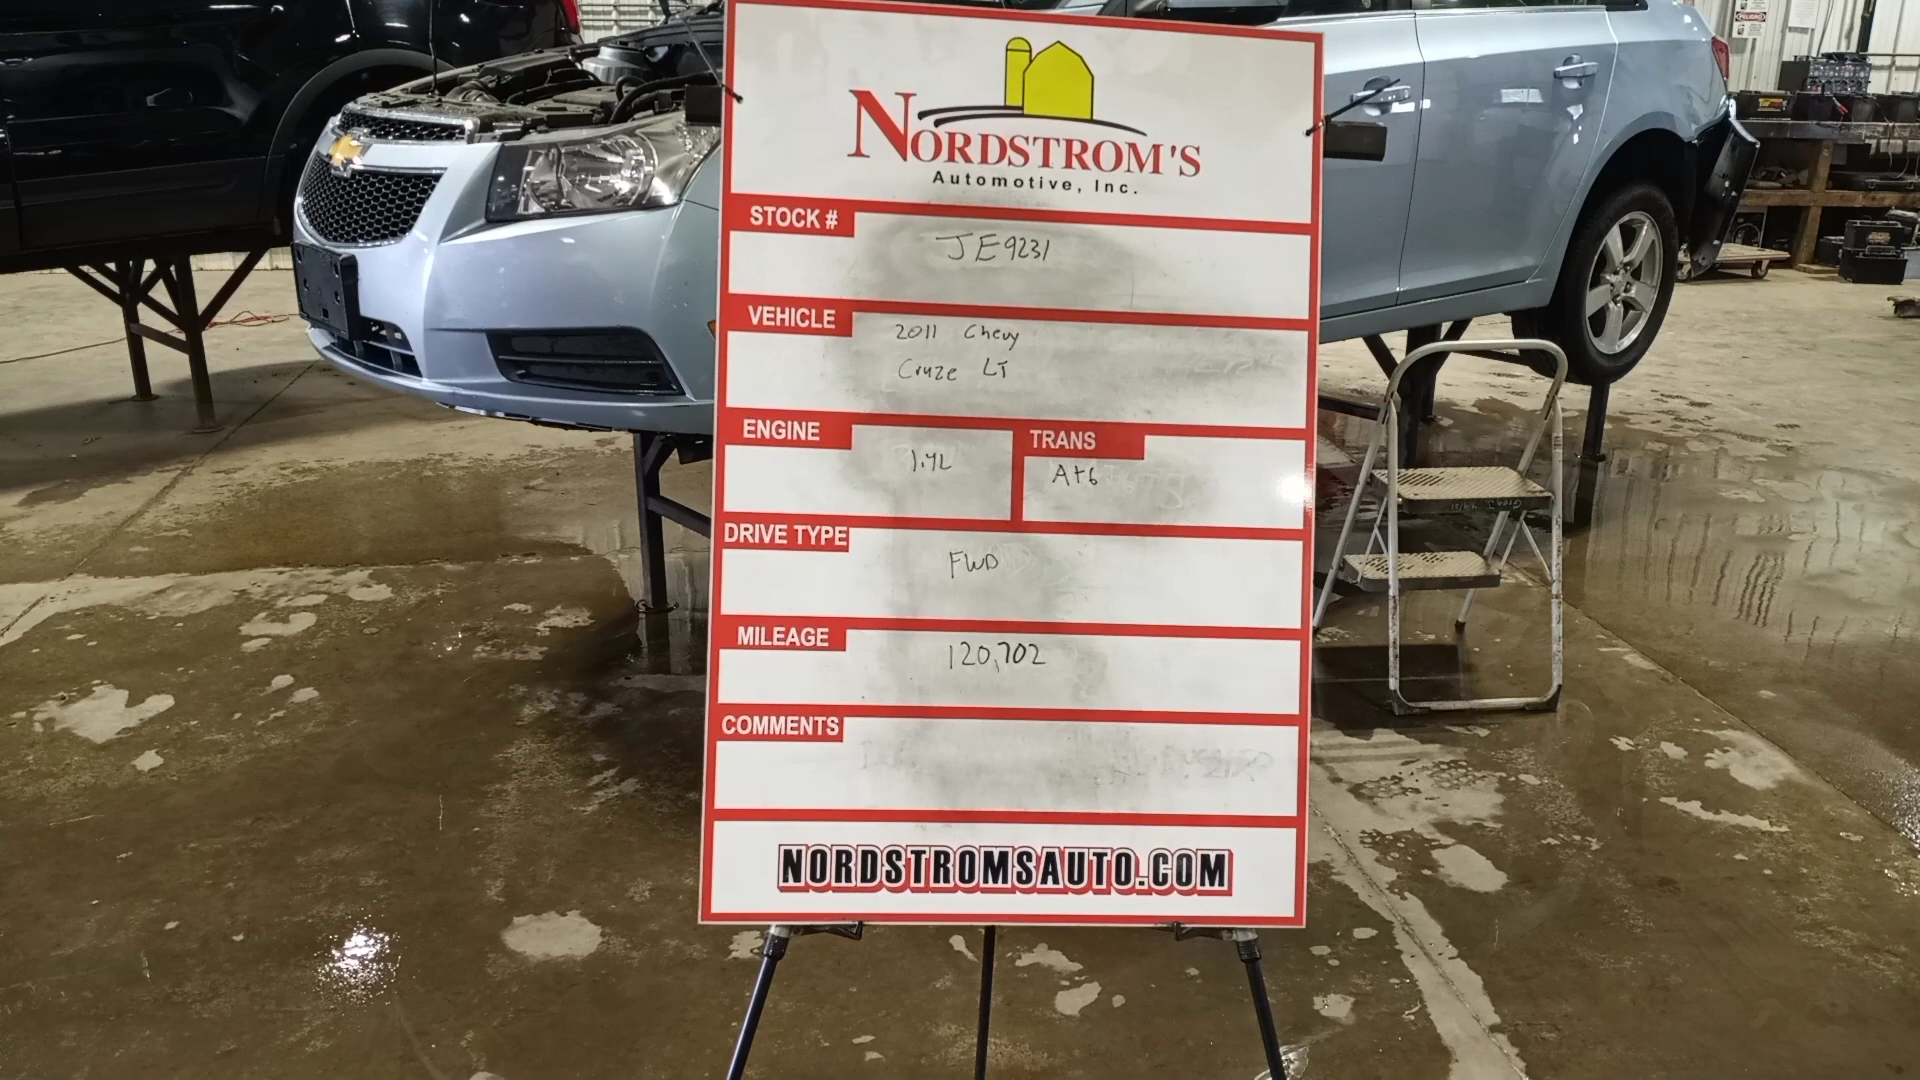 NORDSTROM'S
Automotive, Inc.
STOCK #
JE9231
VEHICLE
2011 Chevy
Cruze LT
ENGINE
1.4L
TRANS
AT6
DRIVE TYPE
FWD
MILEAGE
120,702
COMMENTS
NORDSTROMSAUTO.COM
PELIGRO